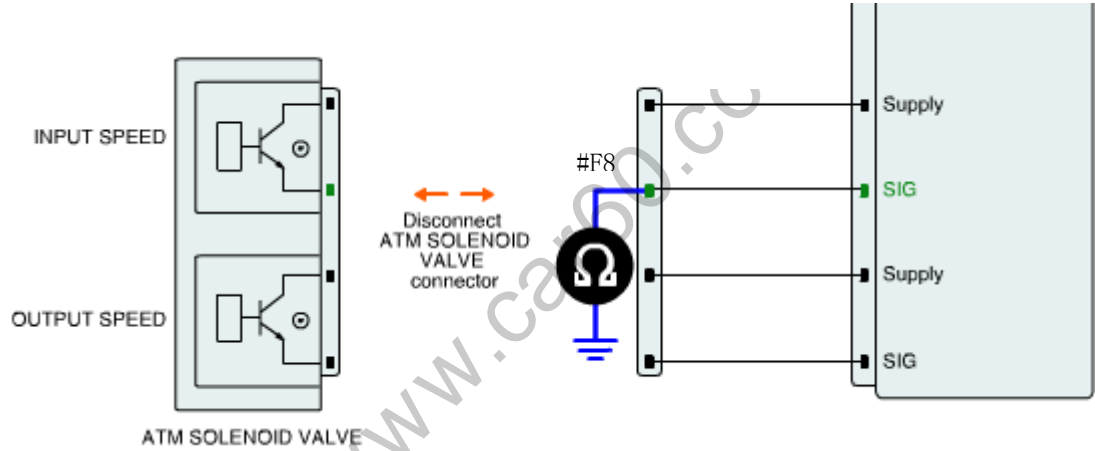 INPUT SPEED
OUTPUT SPEED
ATM SOLENOID VALVE
Disconnect
ATM SOLENOID
VALVE
connector
#F8
Ω
Supply
SIG
Supply
SIG
www.car60.co